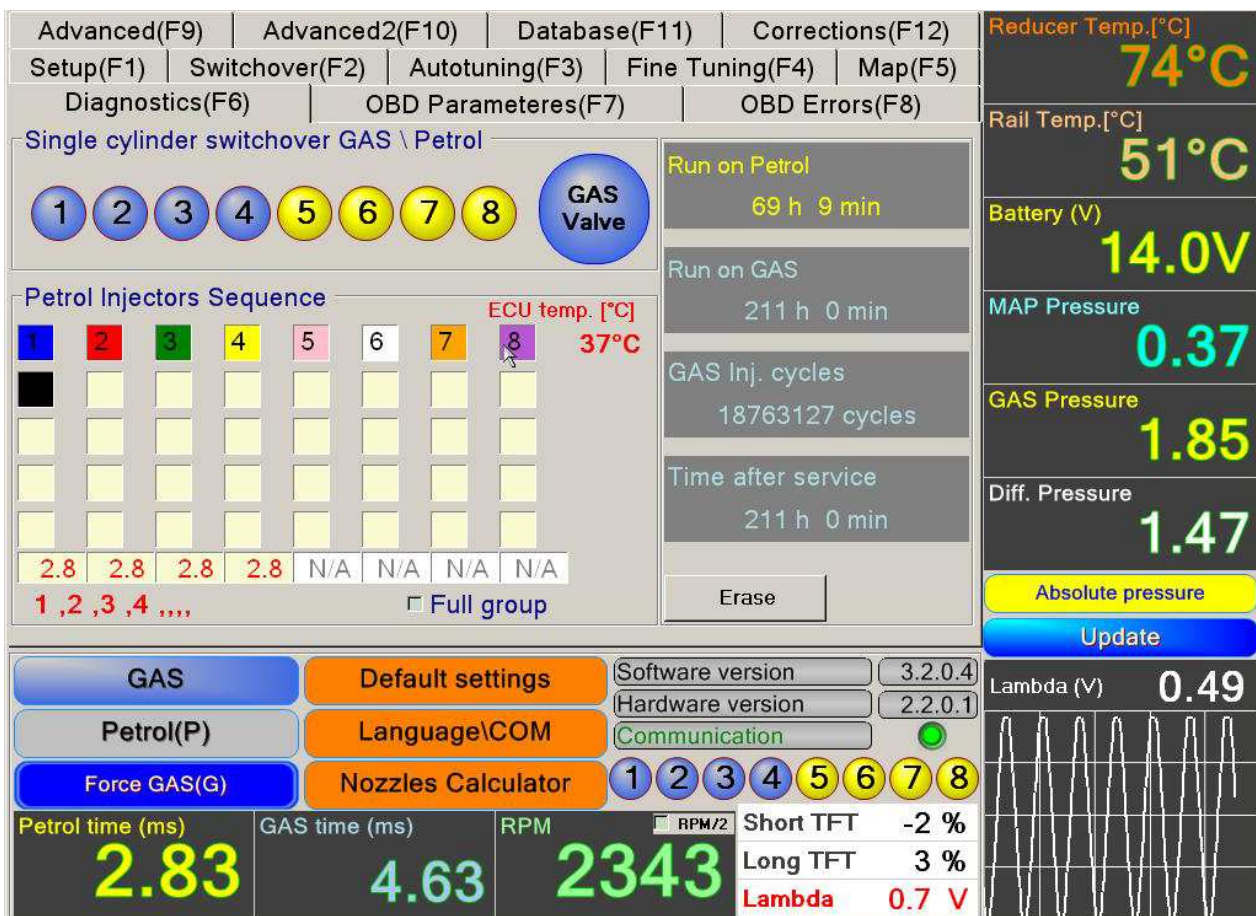 Advanced(F9) Advanced2(F10) Database(F11) Corrections(F12)
Setup(F1) Switchover(F2) Autotuning(F3) Fine Tuning(F4) Map(F5)
Diagnostics(F6) OBD Parameteres(F7) OBD Errors(F8)
Single cylinder switchover GAS \ Petrol
1 2 3 4 5 6 7 8
GAS
Valve
Petrol Injectors Sequence
ECU temp. [°C]
1 2 3 4 5 6 7 8 37°C
2.8 2.8 2.8 2.8 N/A N/A N/A N/A
1 ,2 ,3 ,4 ,,,,
Full group
Run on Petrol
69 h 9 min
Run on GAS
211 h 0 min
GAS Inj. cycles
18763127 cycles
Time after service
211 h 0 min
Erase
Reducer Temp.[°C]
74°C
Rail Temp.[°C]
51°C
Battery (V)
14.0V
MAP Pressure
0.37
GAS Pressure
1.85
Diff. Pressure
1.47
Absolute pressure
Update
Lambda (V) 0.49
GAS
Petrol(P)
Force GAS(G)
Default settings
Language\COM
Nozzles Calculator
Software version 3.2.0.4
Hardware version 2.2.0.1
Communication
1 2 3 4 5 6 7 8
Petrol time (ms)
2.83
GAS time (ms)
4.63
RPM RPM/2
2343
Short TFT -2 %
Long TFT 3 %
Lambda 0.7 V